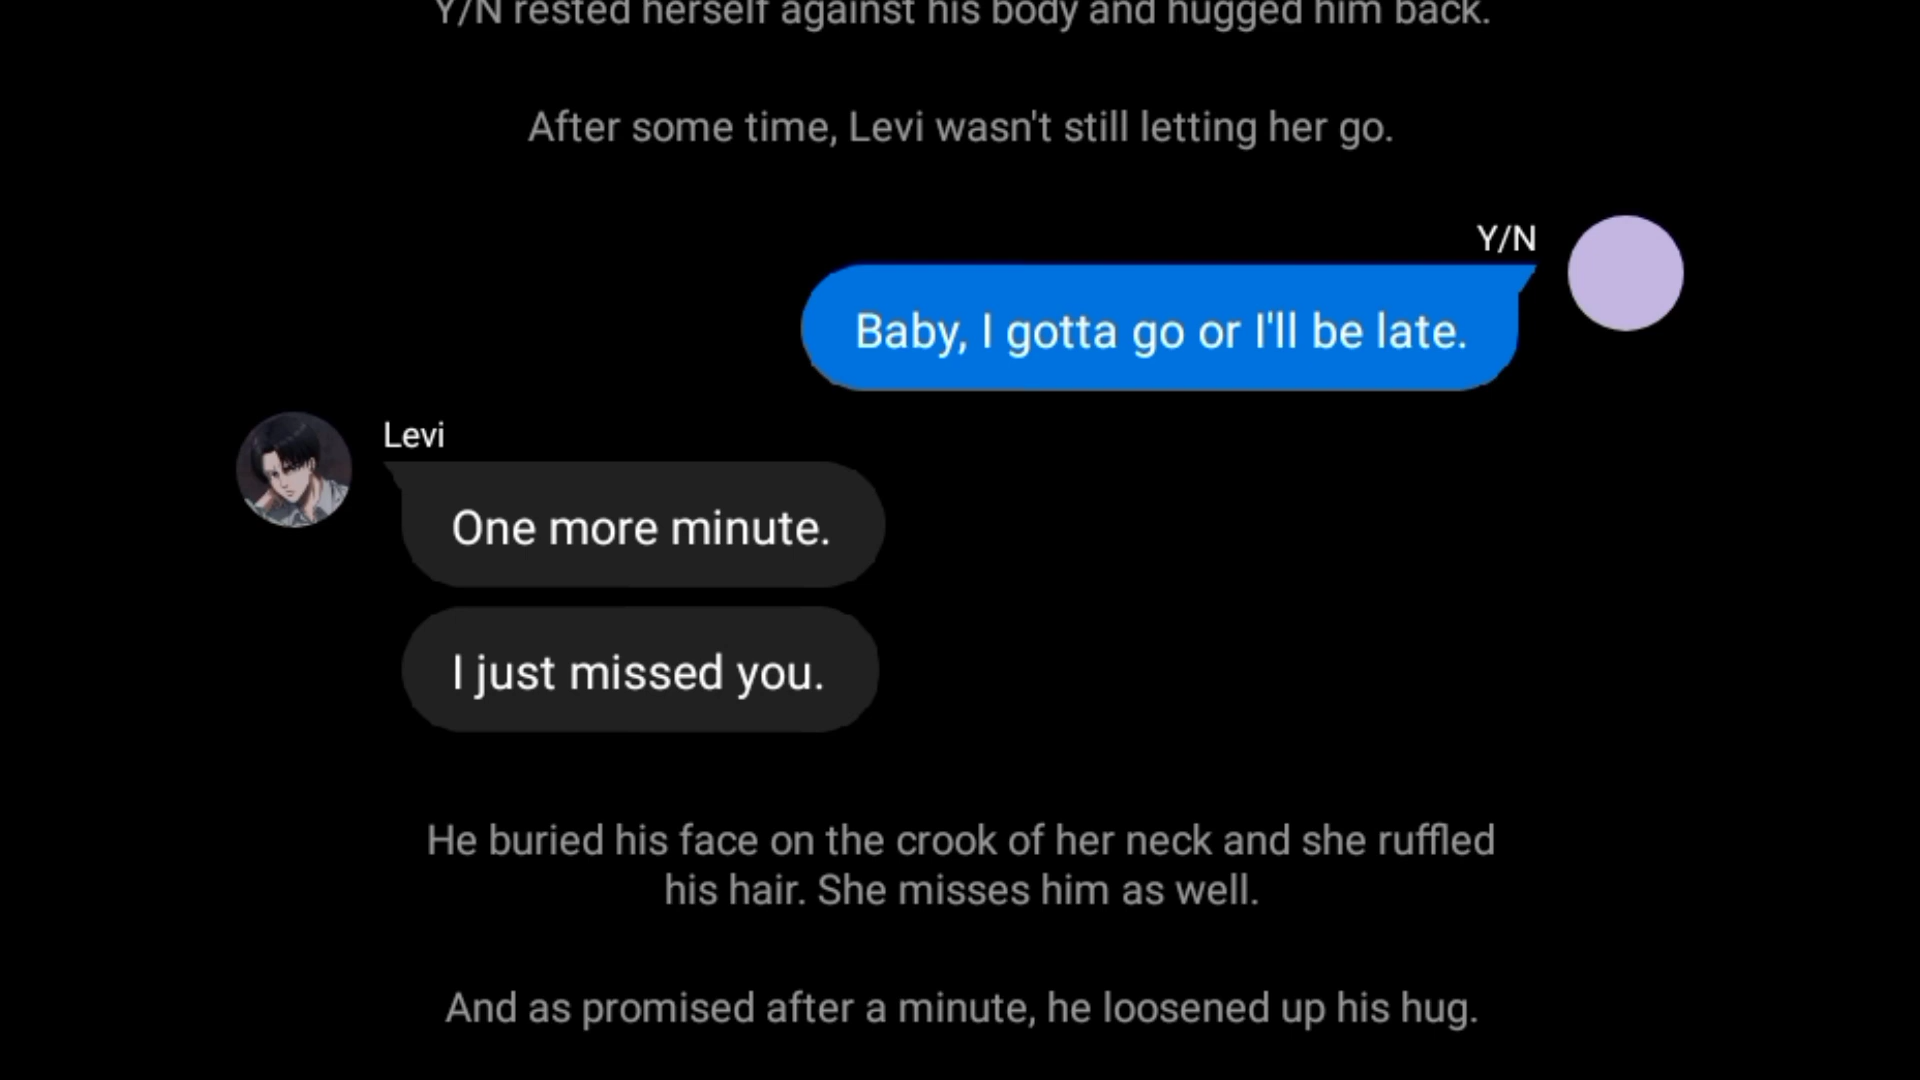 Y/N rested herself against his body and hugged him back.
After some time, Levi wasn't still letting her go.
Y/N
Baby, I gotta go or I'll be late.
Levi
One more minute.
I just missed you.
He buried his face on the crook of her neck and she ruffled
his hair. She misses him as well.
And as promised after a minute, he loosened up his hug.